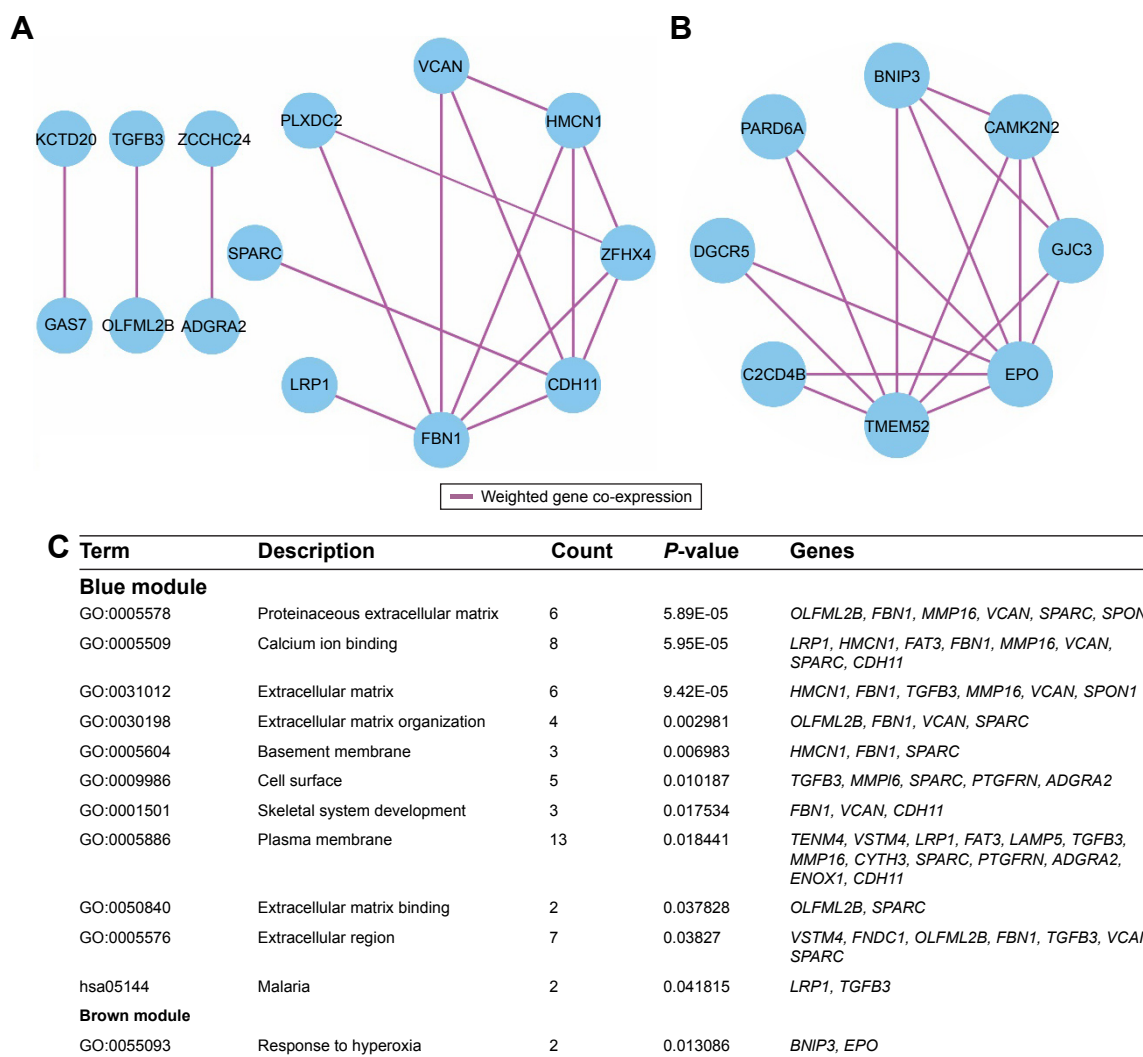 A
B
VCAN
BNIP3
PLXDC2
HMCN1
KCTD20 TGFB3 ZCCHC24
PARD6A
CAMK2N2
SPARC
ZFHX4
DGCR5
GJC3
GAS7 OLFML2B ADGRA2
LRP1
CDH11
C2CD4B
EPO
FBN1
TMEM52
Weighted gene co-expression
C Term Description Count P-value Genes
Blue module
GO:0005578 Proteinaceous extracellular matrix 6 5.89E-05 OLFML2B, FBN1, MMP16, VCAN, SPARC, SPON
GO:0005509 Calcium ion binding 8 5.95E-05 LRP1, HMCN1, FAT3, FBN1, MMP16, VCAN,
SPARC, CDH11
GO:0031012 Extracellular matrix 6 9.42E-05 HMCN1, FBN1, TGFB3, MMP16, VCAN, SPON1
GO:0030198 Extracellular matrix organization 4 0.002981 OLFML2B, FBN1, VCAN, SPARC
GO:0005604 Basement membrane 3 0.006983 HMCN1, FBN1, SPARC
GO:0009986 Cell surface 5 0.010187 TGFB3, MMPI6, SPARC, PTGFRN, ADGRA2
GO:0001501 Skeletal system development 3 0.017534 FBN1, VCAN, CDH11
GO:0005886 Plasma membrane 13 0.018441 TENM4, VSTM4, LRP1, FAT3, LAMP5, TGFB3,
MMP16, CYTH3, SPARC, PTGFRN, ADGRA2,
ENOX1, CDH11
GO:0050840 Extracellular matrix binding 2 0.037828 OLFML2B, SPARC
GO:0005576 Extracellular region 7 0.03827 VSTM4, FNDC1, OLFML2B, FBN1, TGFB3, VCAN
SPARC
hsa05144 Malaria 2 0.041815 LRP1, TGFB3
Brown module
GO:0055093 Response to hyperoxia 2 0.013086 BNIP3, EPO